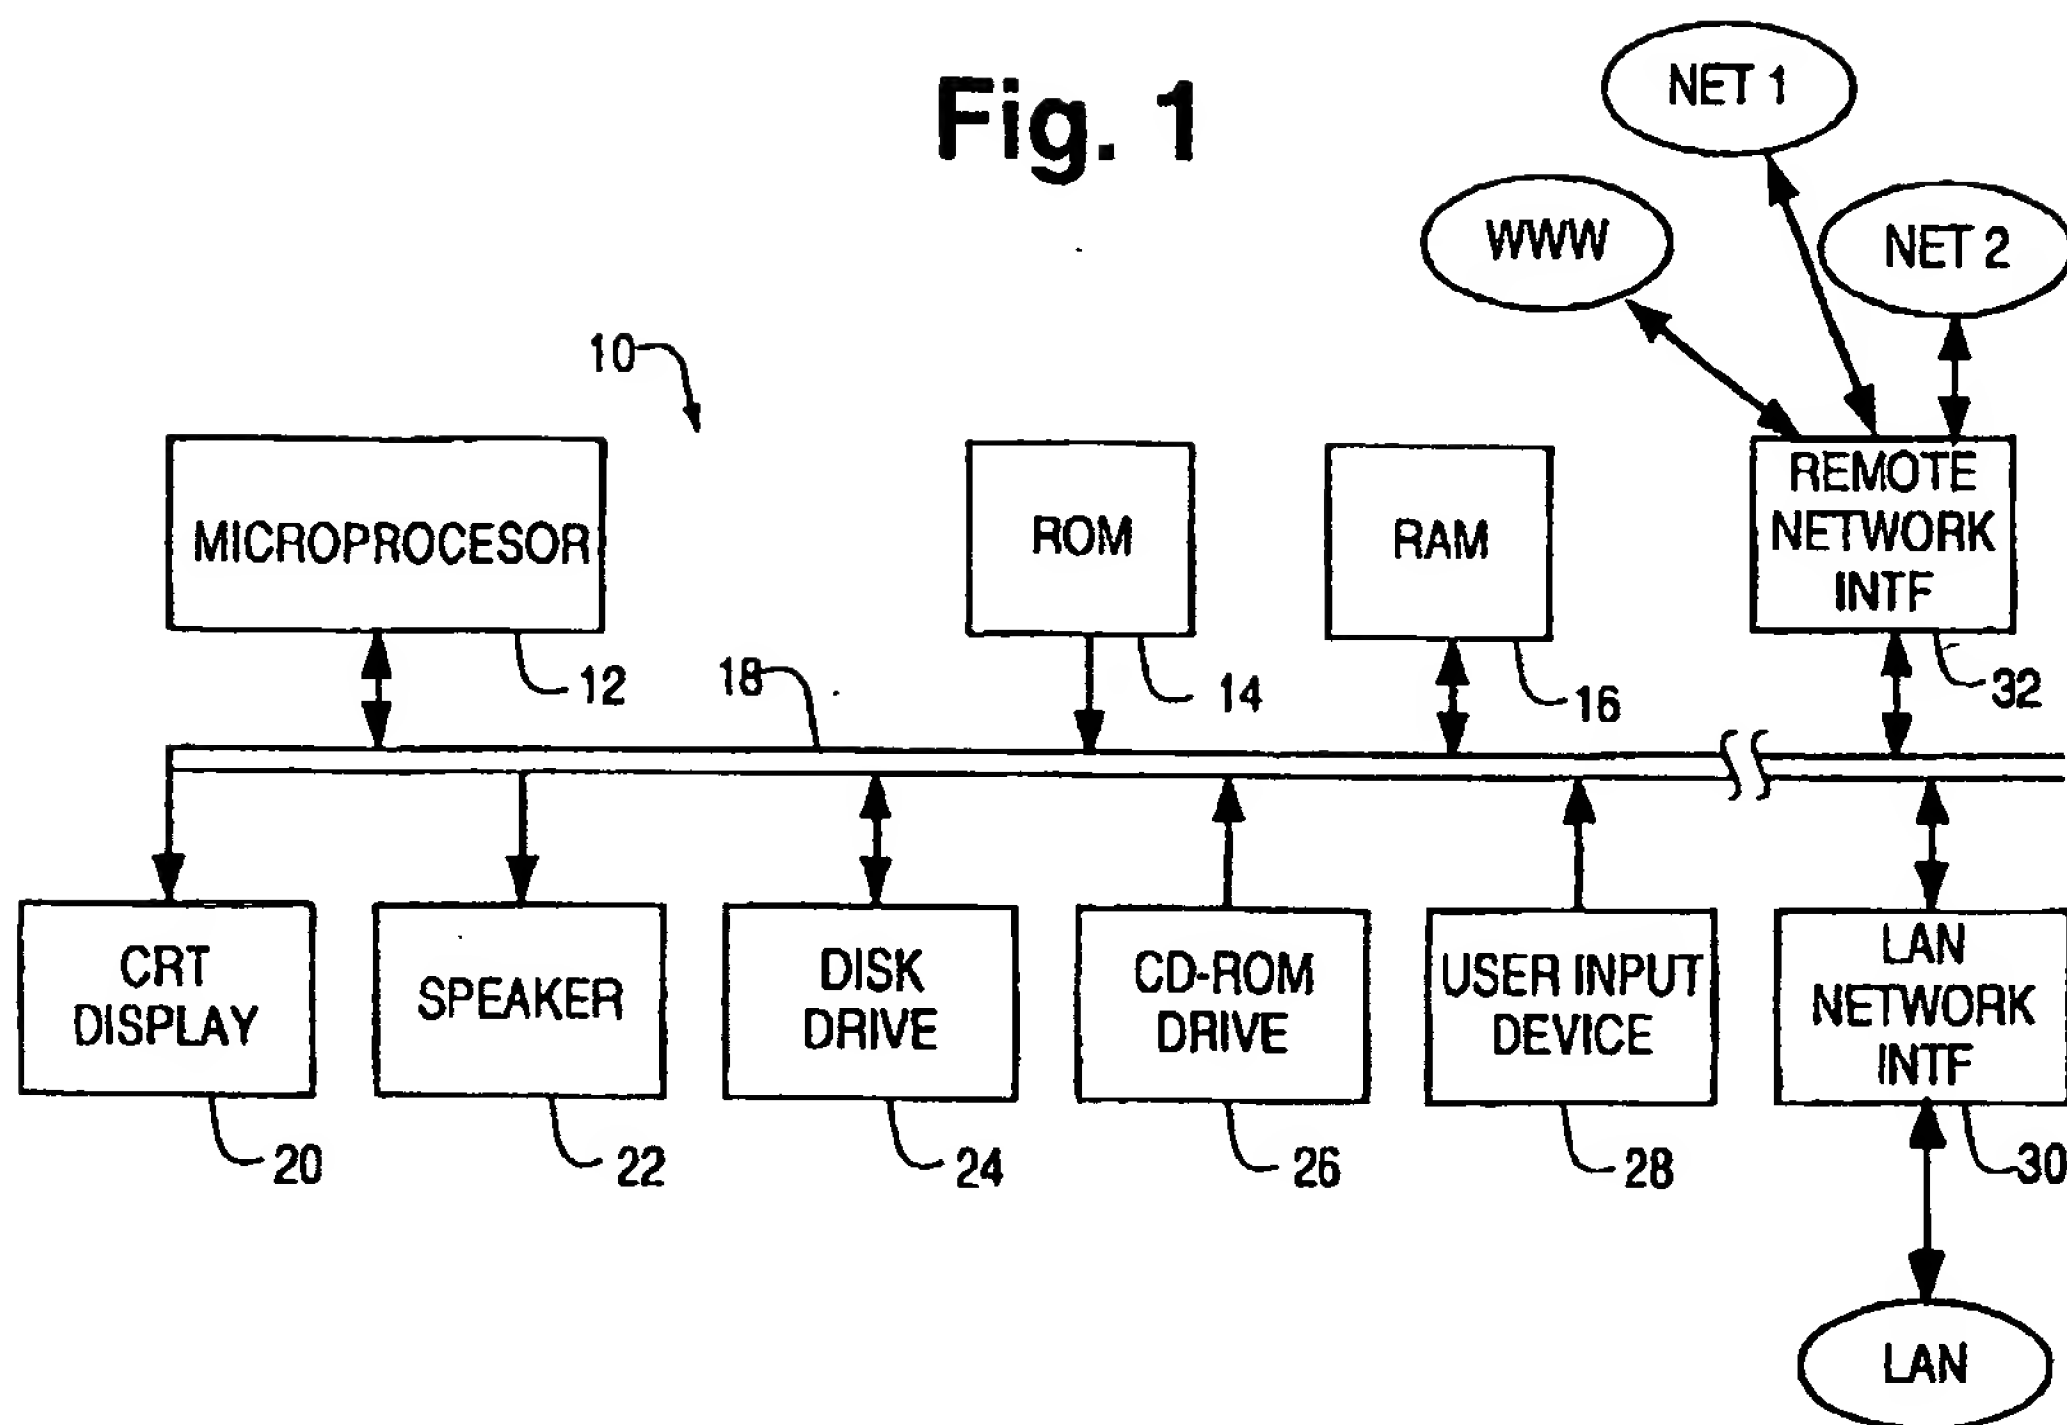 Fig. 1
NET 1
WWW
NET 2
10
MICROPROCESOR
ROM
RAM
REMOTE
NETWORK
INTF
12
18
14
16
32
CRT
DISPLAY
SPEAKER
DISK
DRIVE
CD-ROM
DRIVE
USER INPUT
DEVICE
LAN
NETWORK
INTF
20
22
24
26
28
30
LAN